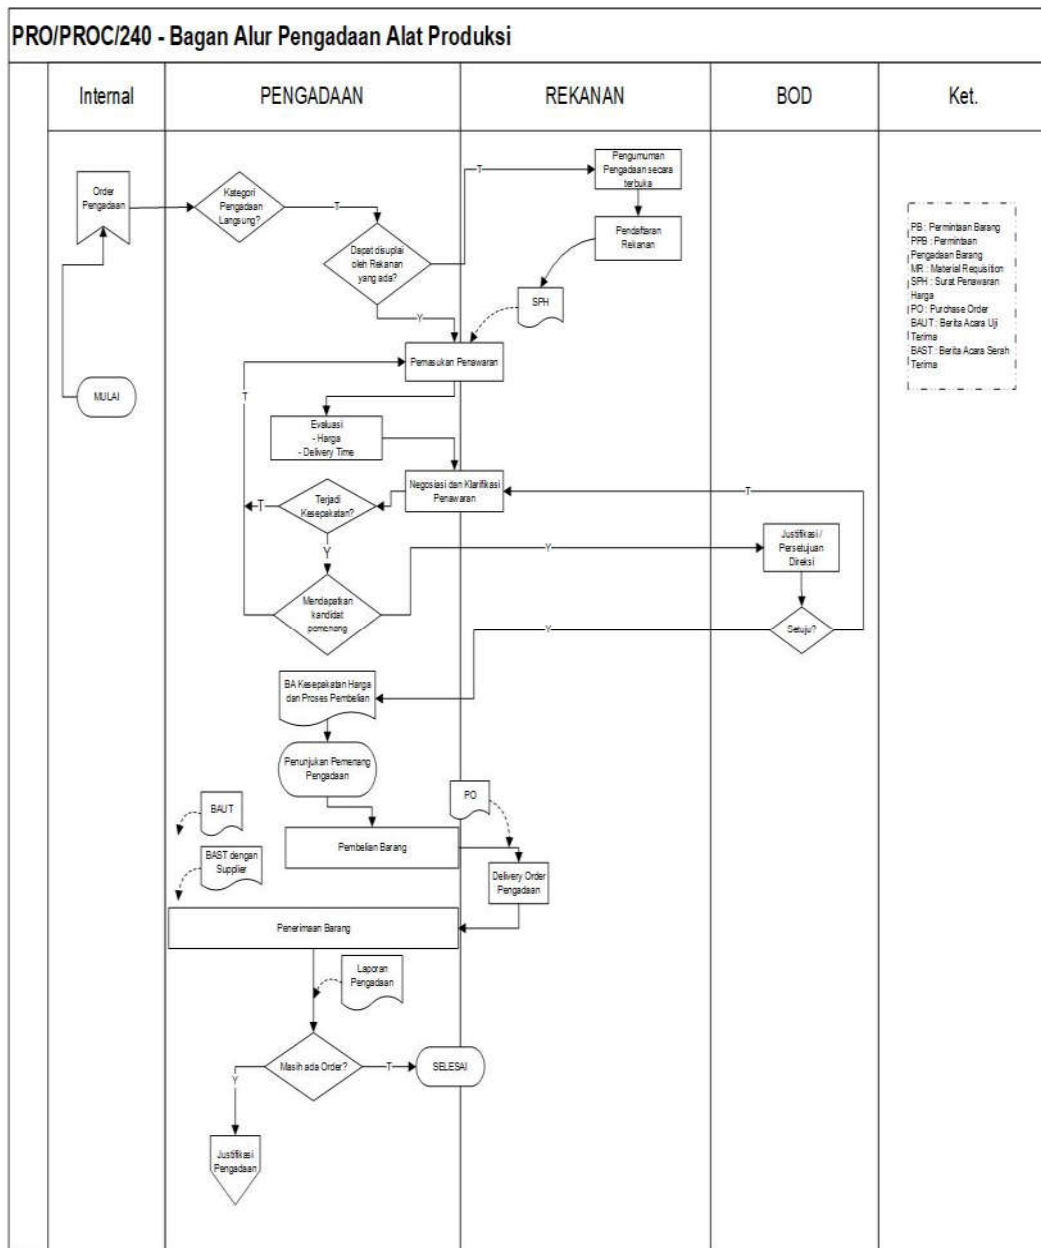 PRO/PROC/240 - Bagan Alur Pengadaan Alat Produksi
Internal
PENGADAAN
REKANAN
BOD
Ket.
Order
Pengadaan
Kategori
Pengadaan
Langsung?
T
Dapat disuplai
oleh Rekanan
yang ada?
T
Pengumuman
Pengadaan secara
terbuka
Pendaftaran
Rekanan
SPH
Y
PB : Permintaan Barang
PPB : Permintaan
Pengadaan Barang
MR : Material Requisition
SPH : Surat Penawaran
Harga
PO : Purchase Order
BAUT : Berita Acara Uji
Terima
BAST : Berita Acara Serah
Terima
MULAI
Pemasukan Penawaran
T
Evaluasi
- Harga
- Delivery Time
Negosiasi dan Klarifikasi
Penawaran
T
Terjadi
Kesepakatan?
T
Y
Justifikasi /
Persetujuan
Direksi
Y
Mendapatkan
kandidat
pemenang
Setuju?
Y
BA Kesepakatan Harga
dan Proses Pembelian
Penunjukan Pemenang
Pengadaan
PO
BAUT
Pembelian Barang
BAST dengan
Supplier
Delivery Order
Pengadaan
Penerimaan Barang
Laporan
Pengadaan
Masih ada Order?
T
SELESAI
Y
Justifikasi
Pengadaan